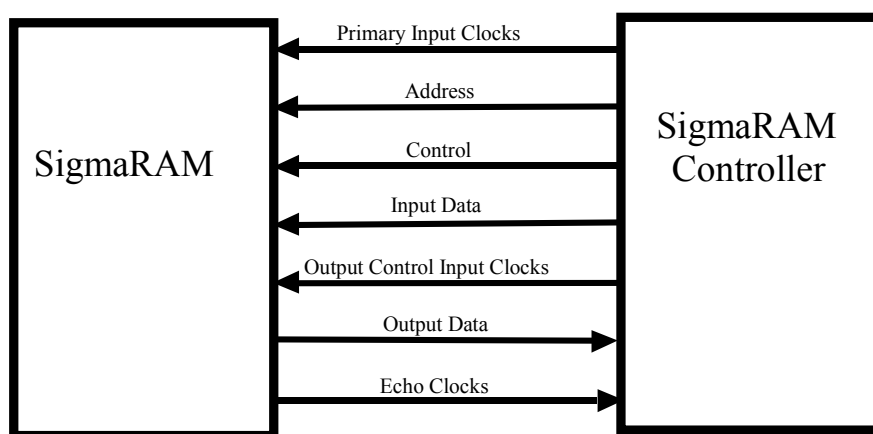 Primary Input Clocks
Address
Control
Input Data
Output Control Input Clocks
Output Data
Echo Clocks
SigmaRAM
SigmaRAM
Controller